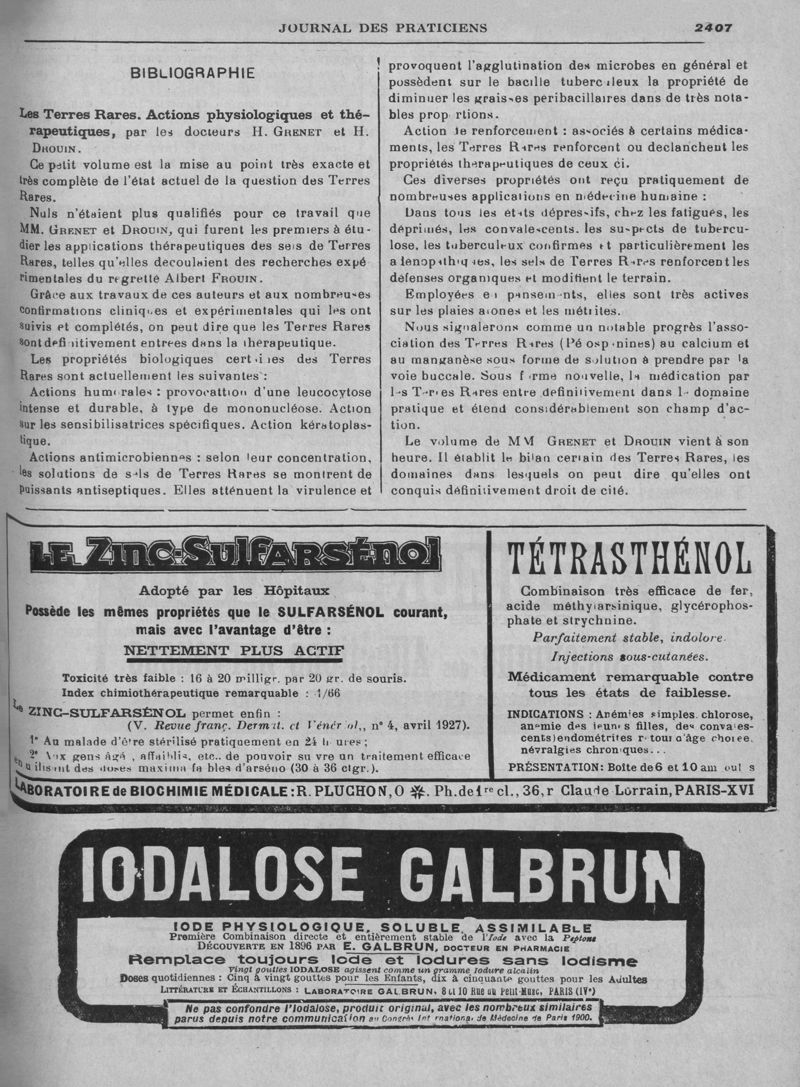 JOURNAL DES PRATICIENS 2407
BIBLIOGRAPHIE
Les Terres Rares. Actions physiologiques et thé-
rapeutiques, par les docteurs H. GRENET et H.
DROUIN.
Ce petit volume est la mise au point très exacte et
très complète de l'état actuel de la question des Terres
Rares.
Nuls n'étaient plus qualifiés pour ce travail que
MM. GRENET et DROUIN, qui furent les premiers à étu-
dier les applications thérapeutiques des sels de Terres
Rares, telles qu'elles decoulaient des recherches expé
rimentales du regretté Albert FROUIN.
Grâce aux travaux de ces auteurs et aux nombreuses
confirmations cliniques et expérimentales qui les ont
suivis et complétés, on peut dire que les Terres Rares
sont definitivement entrees dans la therapeutique.
Les propriétés biologiques certaines des Terres
Rares sont actuellement les suivantes :
Actions humorales : provocation d'une leucocytose
intense et durable, à type de mononucléose. Action
sur les sensibilisatrices spécifiques. Action kératoplas-
tique.
Actions antimicrobiennes : selon leur concentration,
les solutions de sels de Terres Rares se montrent de
puissants antiseptiques. Elles atténuent la virulence et
provoquent l'agglutination des microbes en général et
possèdent sur le bacille tuberculeux la propriété de
diminuer les graisses peribacillaires dans de très nota-
bles proportions.
Action de renforcement : associés à certains médica-
ments, les Terres Rares renforcent ou declanchent les
propriétés therapeutiques de ceux ci.
Ces diverses propriétés ont reçu pratiquement de
nombreuses applications en médecine humaine :
Dans tous les états dépressifs, chez les fatigués, les
déprimés, les convalescents, les suspects de tubercu-
lose, les tuberculeux confirmés et particulièrement les
adénopathiques, les sels de Terres Rares renforcent les
défenses organiques et modifient le terrain.
Employées en pansements, elles sont très actives
sur les plaies atones et les métrites.
Nous signalerons comme un notable progrès l'asso-
ciation des Terres Rares au calcium et
au manganèse sous forme de solution à prendre par la
voie buccale. Sous forme nouvelle, la médication par
les Terres Rares entre définitivement dans le domaine
pratique et étend considérablement son champ d'ac-
tion.
Le volume de MM GRENET et DROUIN vient à son
heure. Il établit le bilan certain des Terres Rares, les
domaines dans lesquels on peut dire qu'elles ont
conquis définitivement droit de cité.
LE ZINC-SULFARSÉNOL
Adopté par les Hôpitaux
Possède les mêmes propriétés que le SULFARSÉNOL courant,
mais avec l'avantage d'être :
NETTEMENT PLUS ACTIF
Toxicité très faible : 16 à 20 milligr. par 20 gr. de souris.
Index chimiothérapeutique remarquable : 1/66
Le ZINC-SULFARSÉNOL permet enfin :
(V. Revue franç. Dermat. et Vénérol., n° 4, avril 1927).
1° Au malade d'être stérilisé pratiquement en 24 heures ;
2° Aux gens âgés, affaiblis, etc.. de pouvoir suivre un traitement efficace
en utilisant des doses maxima faibles d'arséno (30 à 36 ctgr.).
TÉTRASTHÉNOL
Combinaison très efficace de fer,
acide méthylarsinique, glycérophos-
phate et strychnine.
Parfaitement stable, indolore.
Injections sous-cutanées.
Médicament remarquable contre
tous les états de faiblesse.
INDICATIONS : Anémies simples, chlorose,
anémie des jeunes filles, des convales-
cents, endométrites à tout âge, chorée,
névralgies chroniques...
PRÉSENTATION: Boîte de 6 et 10 ampoules
LABORATOIRE de BIOCHIMIE MÉDICALE: R. PLUCHON, O ✠. Ph. de 1re cl., 36, r Claude Lorrain, PARIS-XVI
IODALOSE GALBRUN
IODE PHYSIOLOGIQUE, SOLUBLE, ASSIMILABLE
Première Combinaison directe et entièrement stable de l'Iode avec la Peptone
DÉCOUVERTE EN 1896 PAR E. GALBRUN, DOCTEUR EN PHARMACIE
Remplace toujours Iode et Iodures sans Iodisme
Vingt gouttes IODALOSE agissent comme un gramme Iodure alcalin
Doses quotidiennes : Cinq à vingt gouttes pour les Enfants, dix à cinquante gouttes pour les Adultes
LITTÉRATURE ET ÉCHANTILLONS : LABORATOIRE GALBRUN, 8 et 10 Rue du Petit-Musc, PARIS (IVe)
Ne pas confondre l'Iodalose, produit original, avec les nombreux similaires
parus depuis notre communication au Congrès International de Médecine de Paris 1900.